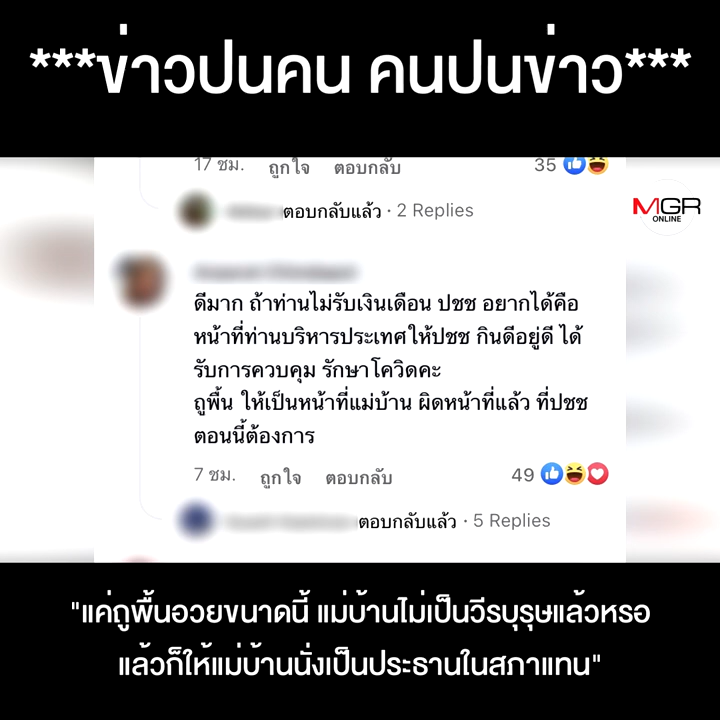 ***ข่าวปนคน คนปนข่าว***
17 ชม. ถูกใจ ตอบกลับ 35
ตอบกลับแล้ว · 2 Replies
MGR
ONLINE
ดีมาก ถ้าท่านไม่รับเงินเดือน ปชช อยากได้คือ
หน้าที่ท่านบริหารประเทศให้ปชช กินดีอยู่ดี ได้
รับการควบคุม รักษาโควิดคะ
ถูพื้น ให้เป็นหน้าที่แม่บ้าน ผิดหน้าที่แล้ว ที่ปชช
ตอนนี้ต้องการ
7 ชม. ถูกใจ ตอบกลับ 49
ตอบกลับแล้ว · 5 Replies
"แค่ถูพื้นอวยขนาดนี้ แม่บ้านไม่เป็นวีรบุรุษแล้วหรอ
แล้วก็ให้แม่บ้านนั่งเป็นประธานในสภาแทน"